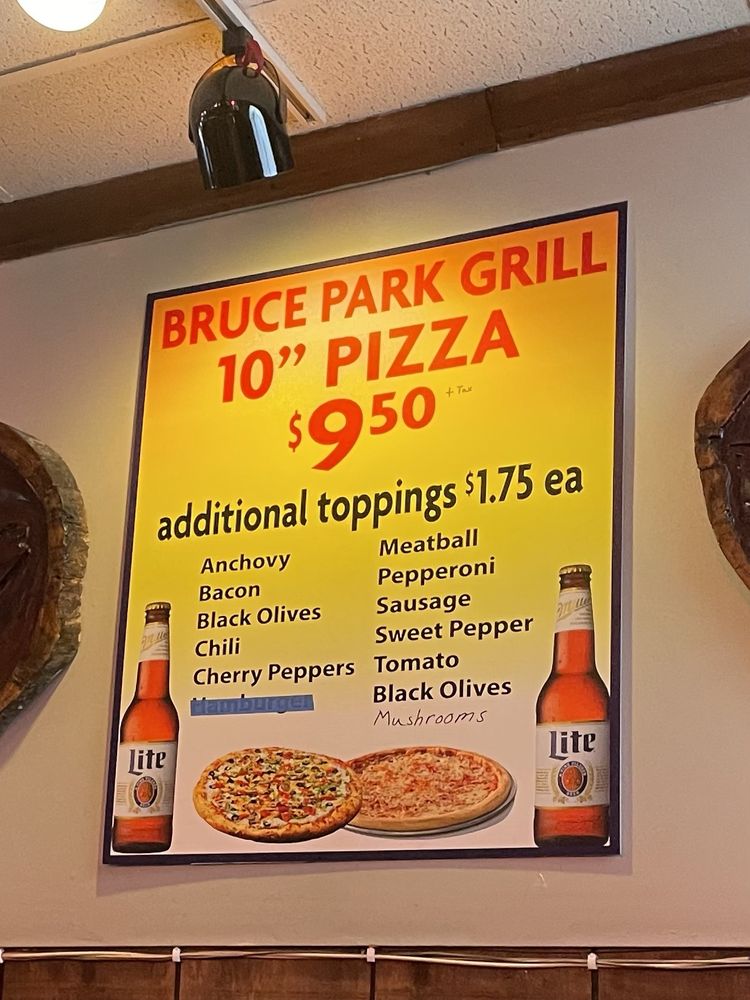 BRUCE PARK GRILL
10” PIZZA
$9 50 + Tax
additional toppings $1.75 ea
Anchovy
Bacon
Black Olives
Chili
Cherry Peppers
Hamburger
Meatball
Pepperoni
Sausage
Sweet Pepper
Tomato
Black Olives
Mushrooms
Lite
Lite